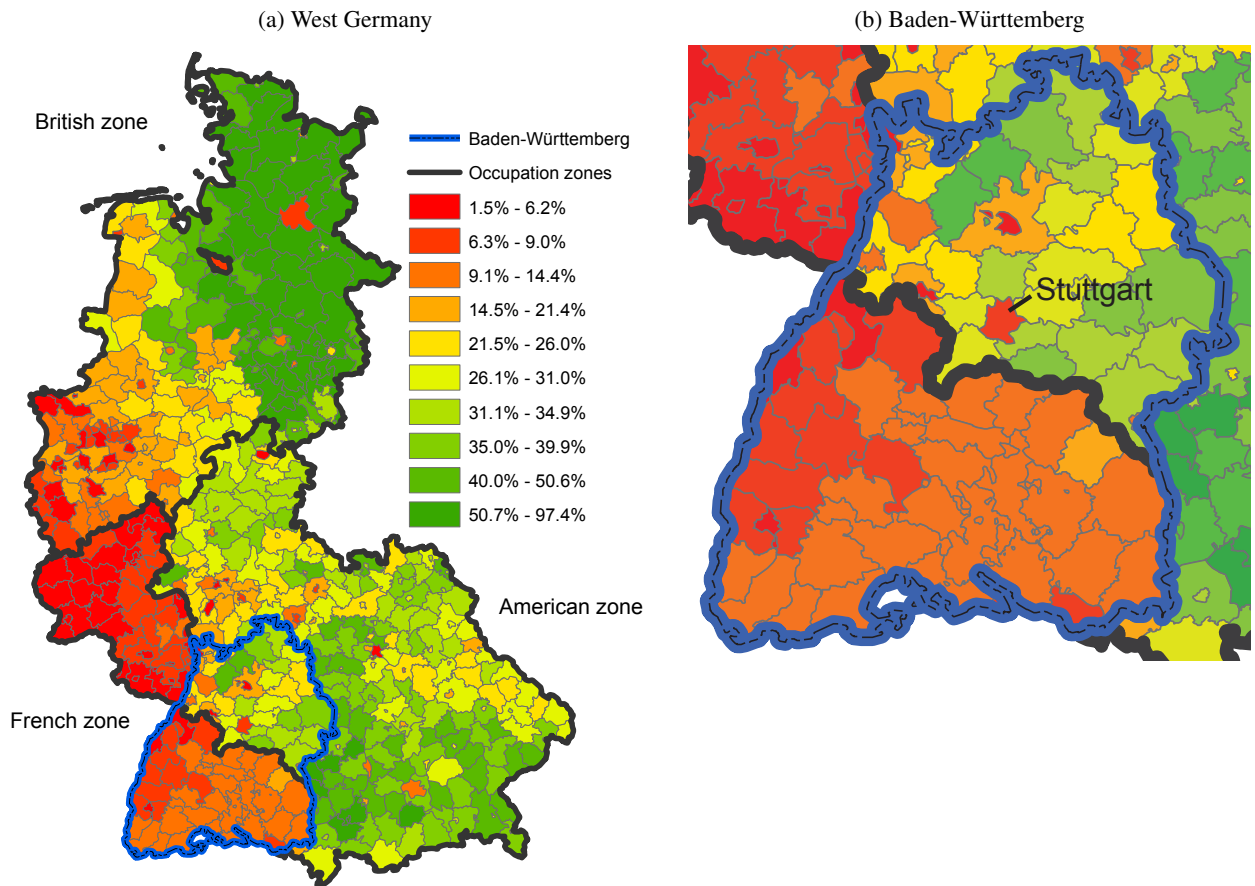 (a) West Germany
(b) Baden-Württemberg
British zone
Baden-Württemberg
Occupation zones
1.5% - 6.2%
6.3% - 9.0%
9.1% - 14.4%
14.5% - 21.4%
21.5% - 26.0%
26.1% - 31.0%
31.1% - 34.9%
35.0% - 39.9%
40.0% - 50.6%
50.7% - 97.4%
American zone
French zone
Stuttgart